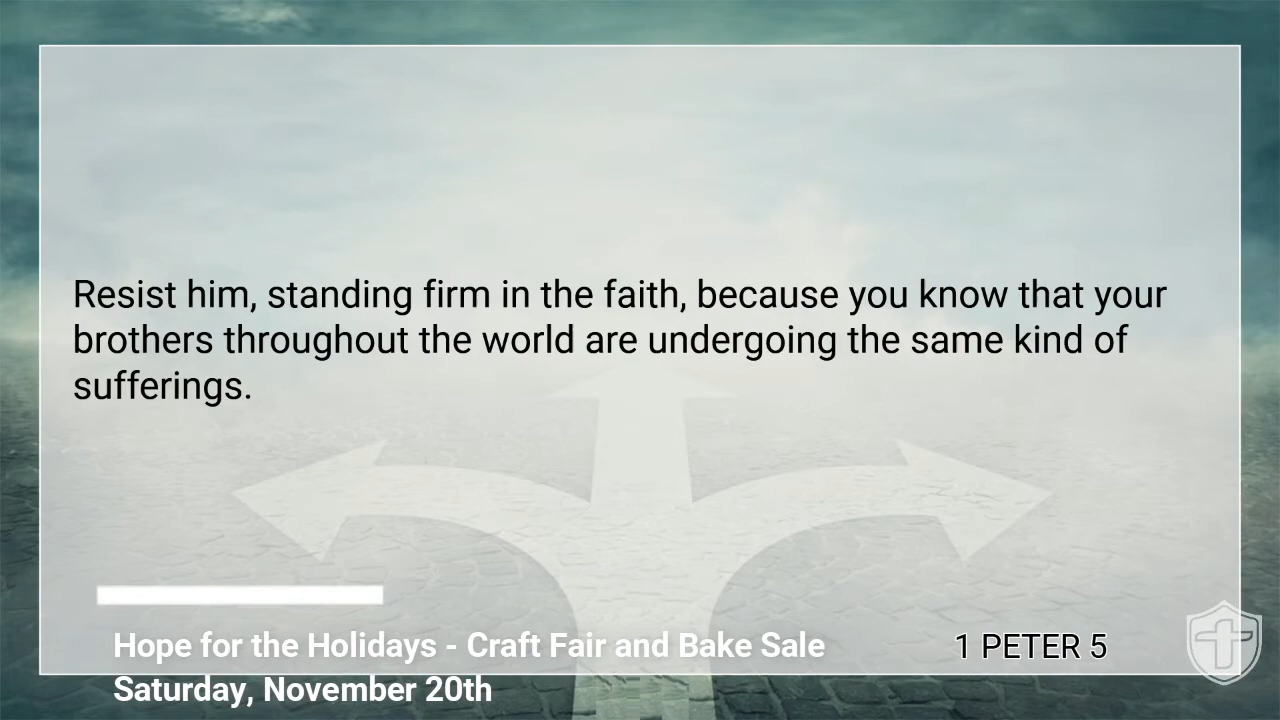 Resist him, standing firm in the faith, because you know that your
brothers throughout the world are undergoing the same kind of
sufferings.
Hope for the Holidays - Craft Fair and Bake Sale
Saturday, November 20th
1 PETER 5